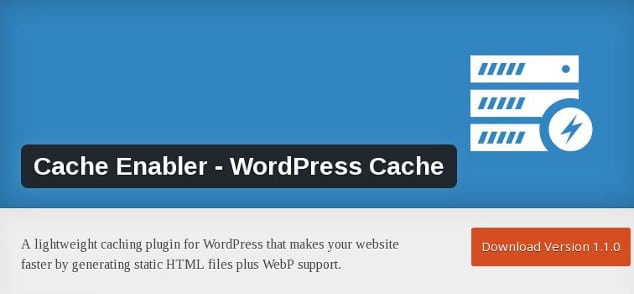 Cache Enabler - WordPress Cache
A lightweight caching plugin for WordPress that makes your website
faster by generating static HTML files plus WebP support.
Download Version 1.1.0